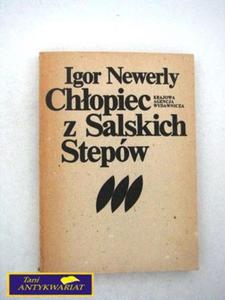 Igor Newerly
Chłopiec
KRAJOWA
AGENCJA
WYDAWNICZA
z Salskich
Stepów
Tani
ANTYKWARIAT